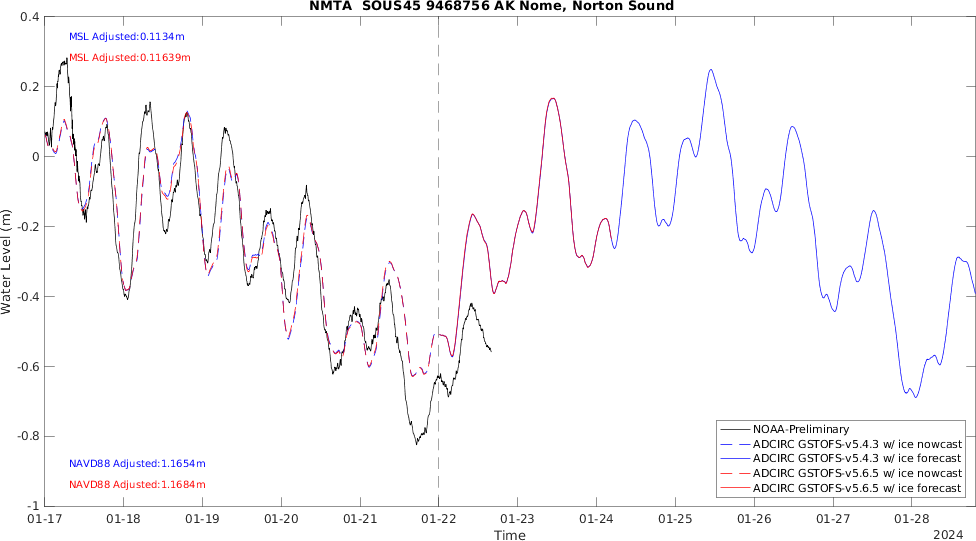 NMTA SOUS45 9468756 AK Nome, Norton Sound
0.4
MSL Adjusted:0.1134m
MSL Adjusted:0.11639m
0.2
0
-0.2
Water Level (m)
-0.4
-0.6
-0.8
-1
NAVD88 Adjusted:1.1654m
NAVD88 Adjusted:1.1684m
NOAA-Preliminary
ADCIRC GSTOFS-v5.4.3 w/ ice nowcast
ADCIRC GSTOFS-v5.4.3 w/ ice forecast
ADCIRC GSTOFS-v5.6.5 w/ ice nowcast
ADCIRC GSTOFS-v5.6.5 w/ ice forecast
01-17 01-18 01-19 01-20 01-21 01-22 01-23 01-24 01-25 01-26 01-27 01-28
Time
2024